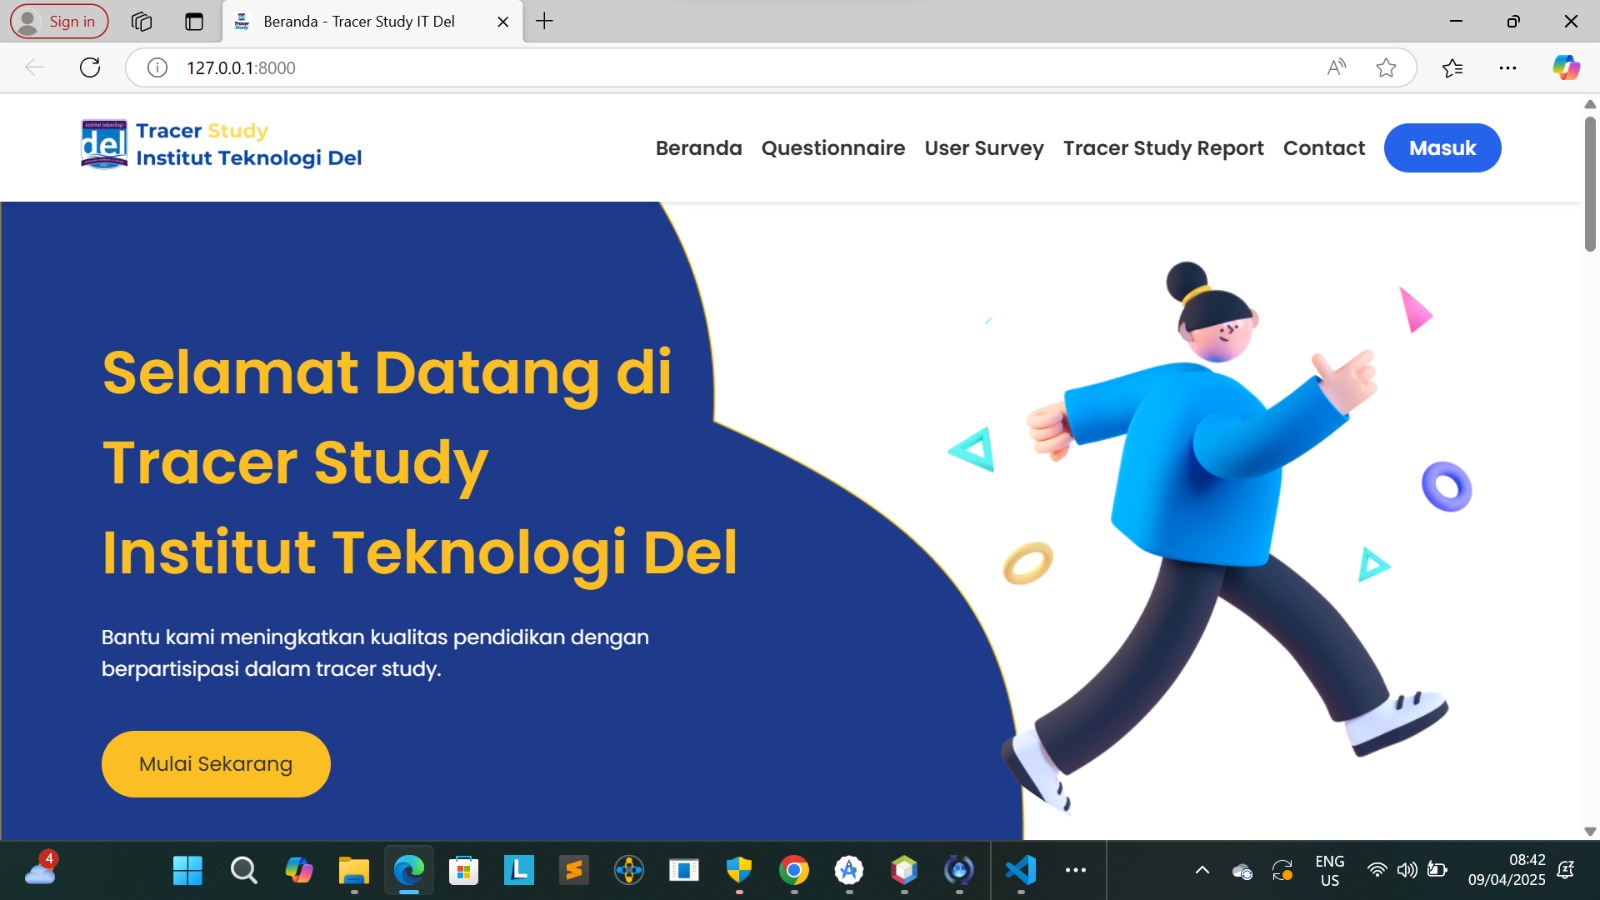 Sign in
Beranda - Tracer Study IT Del
127.0.0.1:8000
del
Tracer Study
Institut Teknologi Del
Beranda
Questionnaire
User Survey
Tracer Study Report
Contact
Masuk
Selamat Datang di
Tracer Study
Institut Teknologi Del
Bantu kami meningkatkan kualitas pendidikan dengan
berpartisipasi dalam tracer study.
Mulai Sekarang
4
L
ENG
US
08:42
09/04/2025